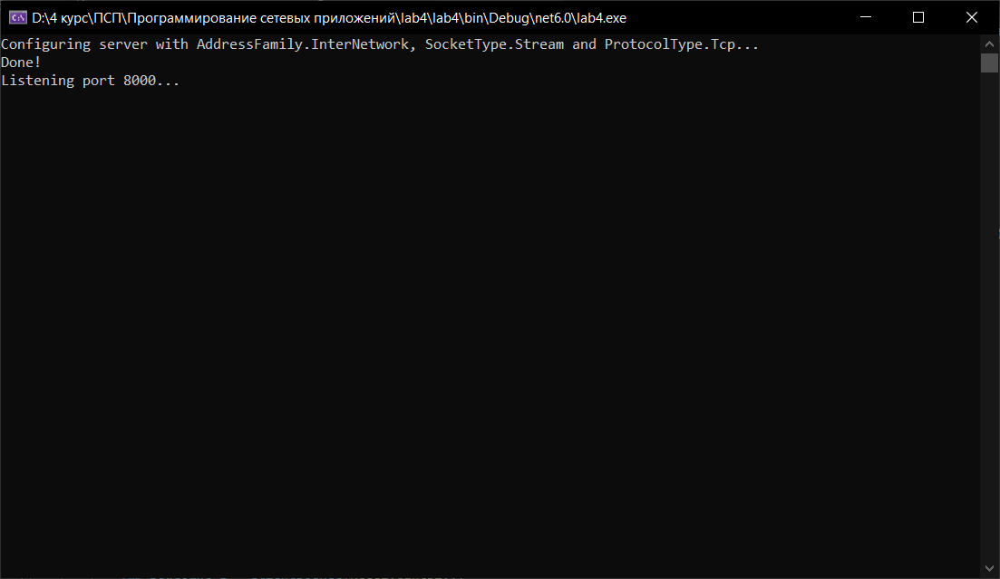 D:\4 курс\ПСП\Программирование сетевых приложений\lab4\lab4\bin\Debug\net6.0\lab4.exe
Configuring server with AddressFamily.InterNetwork, SocketType.Stream and ProtocolType.Tcp...
Done!
Listening port 8000...